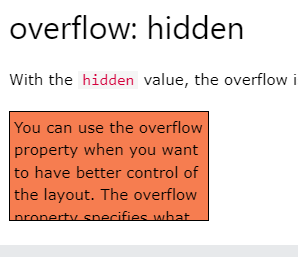 overflow: hidden
With the hidden value, the overflow i
You can use the overflow
property when you want
to have better control of
the layout. The overflow
property specifies what